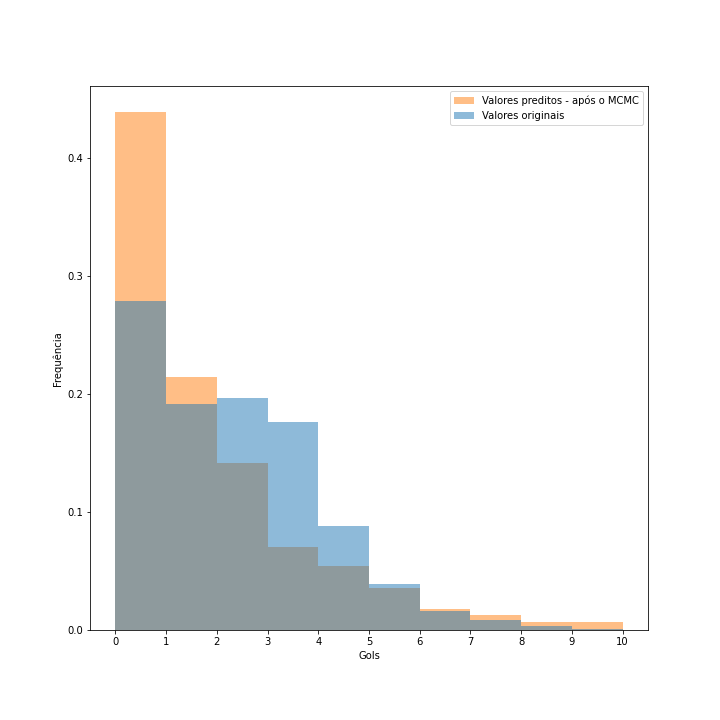 Valores preditos - após o MCMC
Valores originais
0.4
0.3
0.2
0.1
0.0
Frequência
0 1 2 3 4 5 6 7 8 9 10
Gols